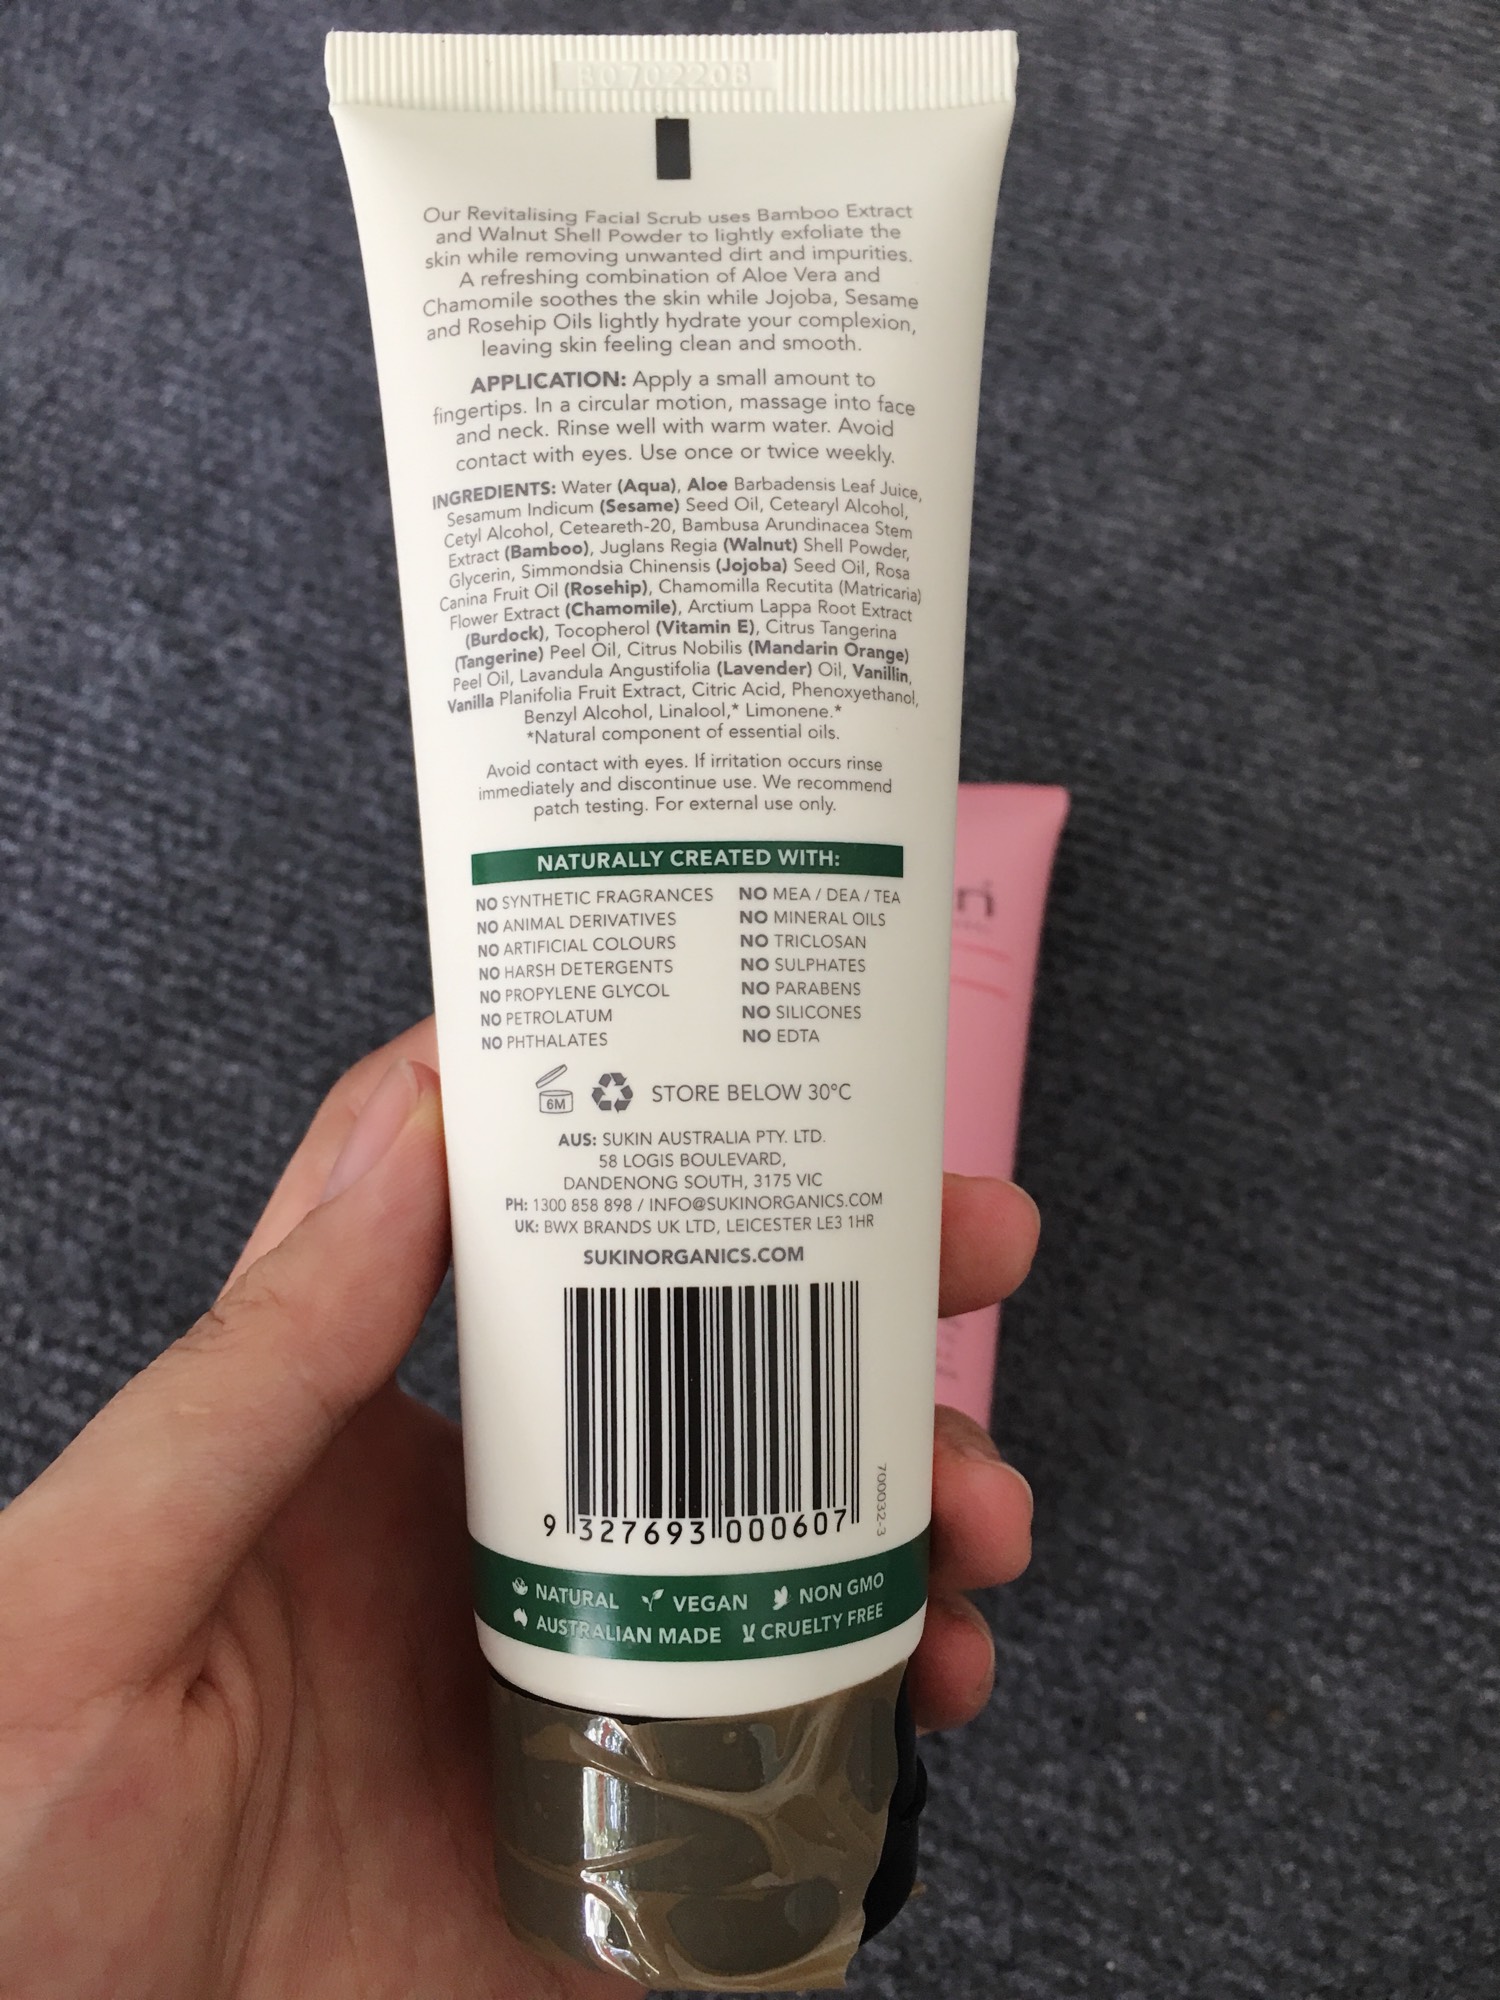 B070220B
Our Revitalising Facial Scrub uses Bamboo Extract
and Walnut Shell Powder to lightly exfoliate the
skin while removing unwanted dirt and impurities.
A refreshing combination of Aloe Vera and
Chamomile soothes the skin while Jojoba, Sesame
and Rosehip Oils lightly hydrate your complexion,
leaving skin feeling clean and smooth.
APPLICATION: Apply a small amount to
fingertips. In a circular motion, massage into face
and neck. Rinse well with warm water. Avoid
contact with eyes. Use once or twice weekly.
INGREDIENTS: Water (Aqua), Aloe Barbadensis Leaf Juice,
Sesamum Indicum (Sesame) Seed Oil, Cetearyl Alcohol,
Cetyl Alcohol, Ceteareth-20, Bambusa Arundinacea Stem
Extract (Bamboo), Juglans Regia (Walnut) Shell Powder,
Glycerin, Simmondsia Chinensis (Jojoba) Seed Oil, Rosa
Canina Fruit Oil (Rosehip), Chamomilla Recutita (Matricaria)
Flower Extract (Chamomile), Arctium Lappa Root Extract
(Burdock), Tocopherol (Vitamin E), Citrus Tangerina
(Tangerine) Peel Oil, Citrus Nobilis (Mandarin Orange)
Peel Oil, Lavandula Angustifolia (Lavender) Oil, Vanillin,
Vanilla Planifolia Fruit Extract, Citric Acid, Phenoxyethanol,
Benzyl Alcohol, Linalool,* Limonene.*
*Natural component of essential oils.
Avoid contact with eyes. If irritation occurs rinse
immediately and discontinue use. We recommend
patch testing. For external use only.
NATURALLY CREATED WITH:
NO SYNTHETIC FRAGRANCES NO MEA / DEA / TEA
NO ANIMAL DERIVATIVES NO MINERAL OILS
NO ARTIFICIAL COLOURS NO TRICLOSAN
NO HARSH DETERGENTS NO SULPHATES
NO PROPYLENE GLYCOL NO PARABENS
NO PETROLATUM NO SILICONES
NO PHTHALATES NO EDTA
6M STORE BELOW 30°C
AUS: SUKIN AUSTRALIA PTY. LTD.
58 LOGIS BOULEVARD,
DANDENONG SOUTH, 3175 VIC
PH: 1300 858 898 / INFO@SUKINORGANICS.COM
UK: BWX BRANDS UK LTD, LEICESTER LE3 1HR
SUKINORGANICS.COM
9 327693 000607
700032-3
NATURAL VEGAN NON GMO
AUSTRALIAN MADE CRUELTY FREE